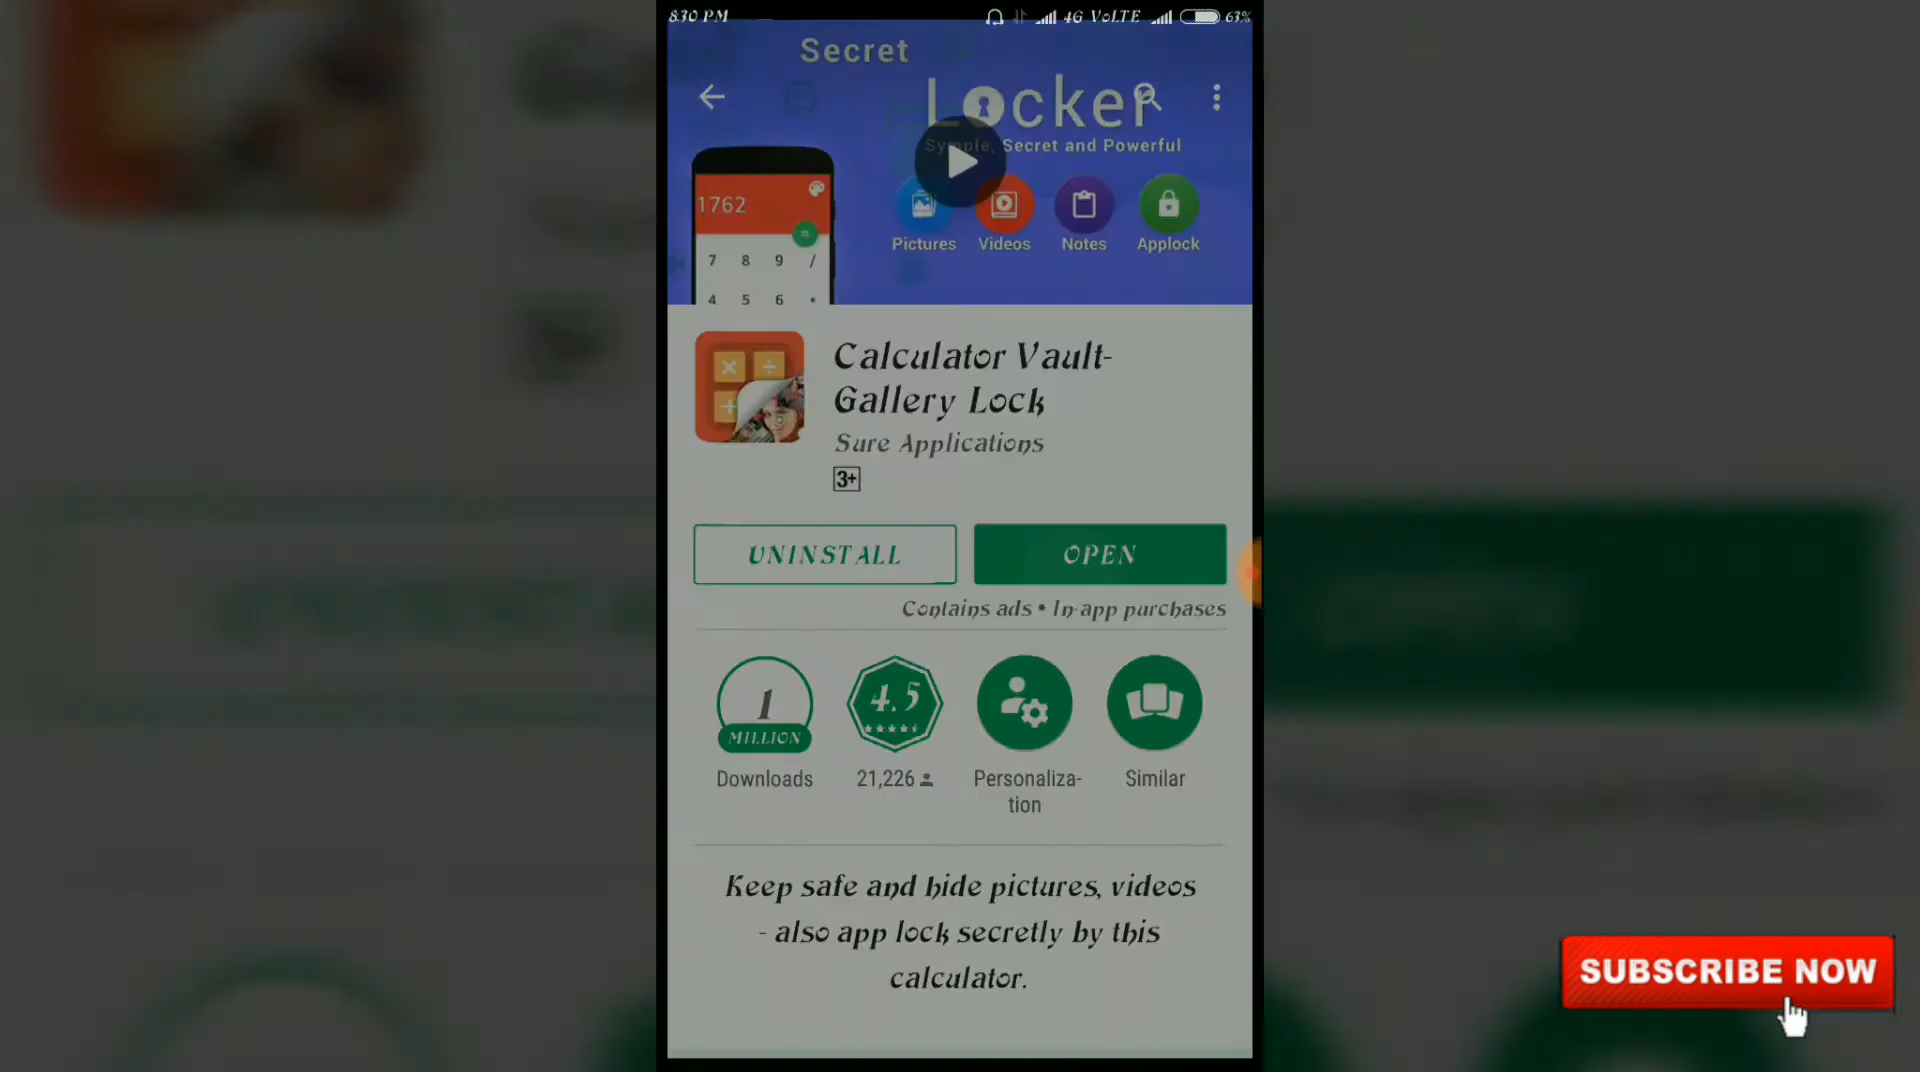 8:30 PM
4G VoLTE
63%
Secret
Locker
Symple, Secret and Powerful
1762
Pictures Videos Notes Applock
7 8 9 /
4 5 6
Calculator Vault-
Gallery Lock
Sure Applications
3+
UNINSTALL
OPEN
Contains ads • In-app purchases
1
MILLION
4.5
Downloads
21,226
Personaliza-
tion
Similar
Keep safe and hide pictures, videos
- also app lock secretly by this
calculator.
SUBSCRIBE NOW